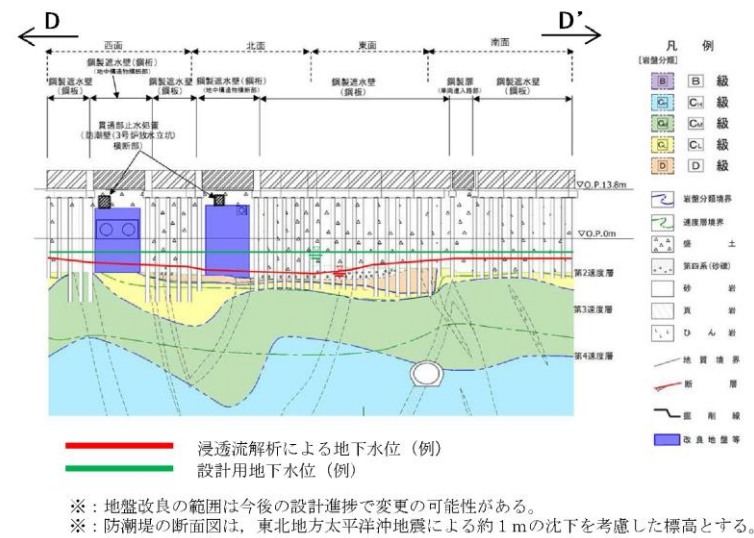 D
D’
西面
北面
東面
南面
鋼製遮水壁(鋼桁)
(地中構造物横断部)
鋼製遮水壁
(鋼板)
鋼製遮水壁
(鋼板)
鋼製遮水壁(鋼桁)
(地中構造物横断部)
鋼製遮水壁
(鋼板)
鋼製扉
(車両進入路部)
鋼製遮水壁
(鋼板)
貫通部止水処置
(防潮壁(3号炉放水立坑)
横断部)
▽O.P.13.8m
▽O.P.0m
第2速度層
第3速度層
第4速度層
凡 例
[岩盤分類]
B B 級
CH CH 級
CM CM 級
CL CL 級
D D 級
岩盤分類境界
速度層境界
盛 土
第四系(砂礫)
砂 岩
頁 岩
ひ ん 岩
地 質 境 界
断 層
掘 削 線
改 良 地 盤 等
浸透流解析による地下水位（例）
設計用地下水位（例）
※：地盤改良の範囲は今後の設計進捗で変更の可能性がある。
※：防潮堤の断面図は，東北地方太平洋沖地震による約１ｍの沈下を考慮した標高とする。